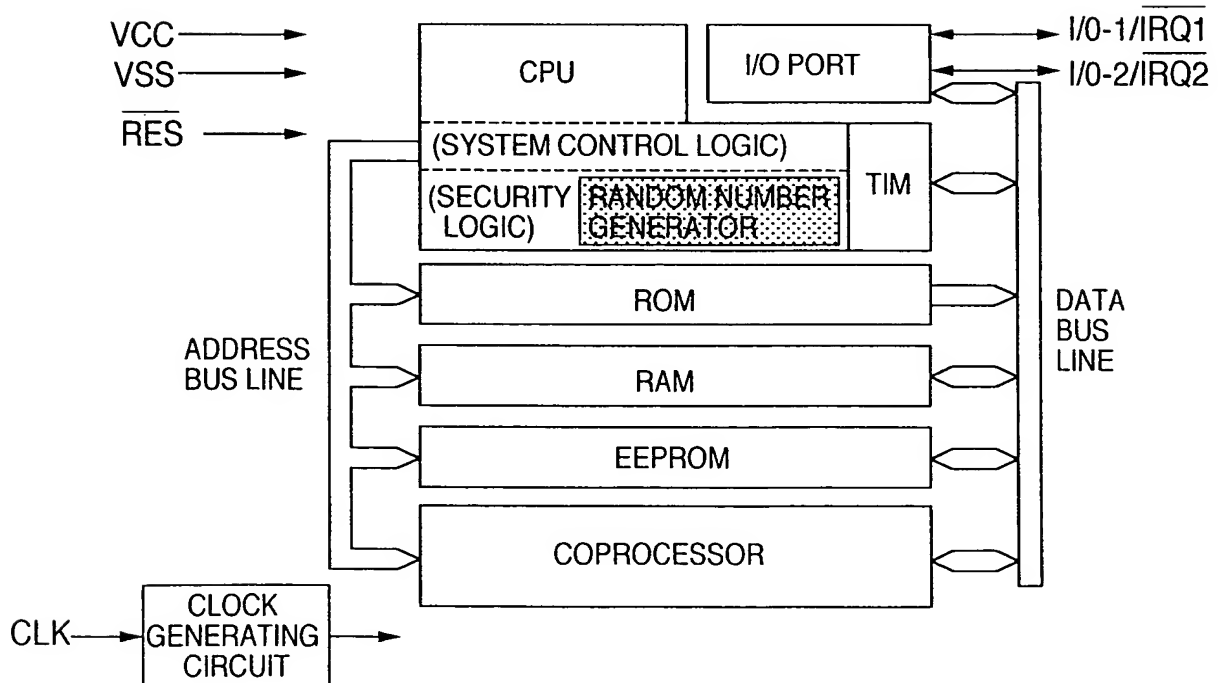 VCC
VSS
RES
CPU
I/O PORT
I/0-1/IRQ1
I/0-2/IRQ2
(SYSTEM CONTROL LOGIC)
(SECURITY
LOGIC)
RANDOM NUMBER
GENERATOR
TIM
ROM
RAM
EEPROM
COPROCESSOR
ADDRESS
BUS LINE
DATA
BUS
LINE
CLK
CLOCK
GENERATING
CIRCUIT